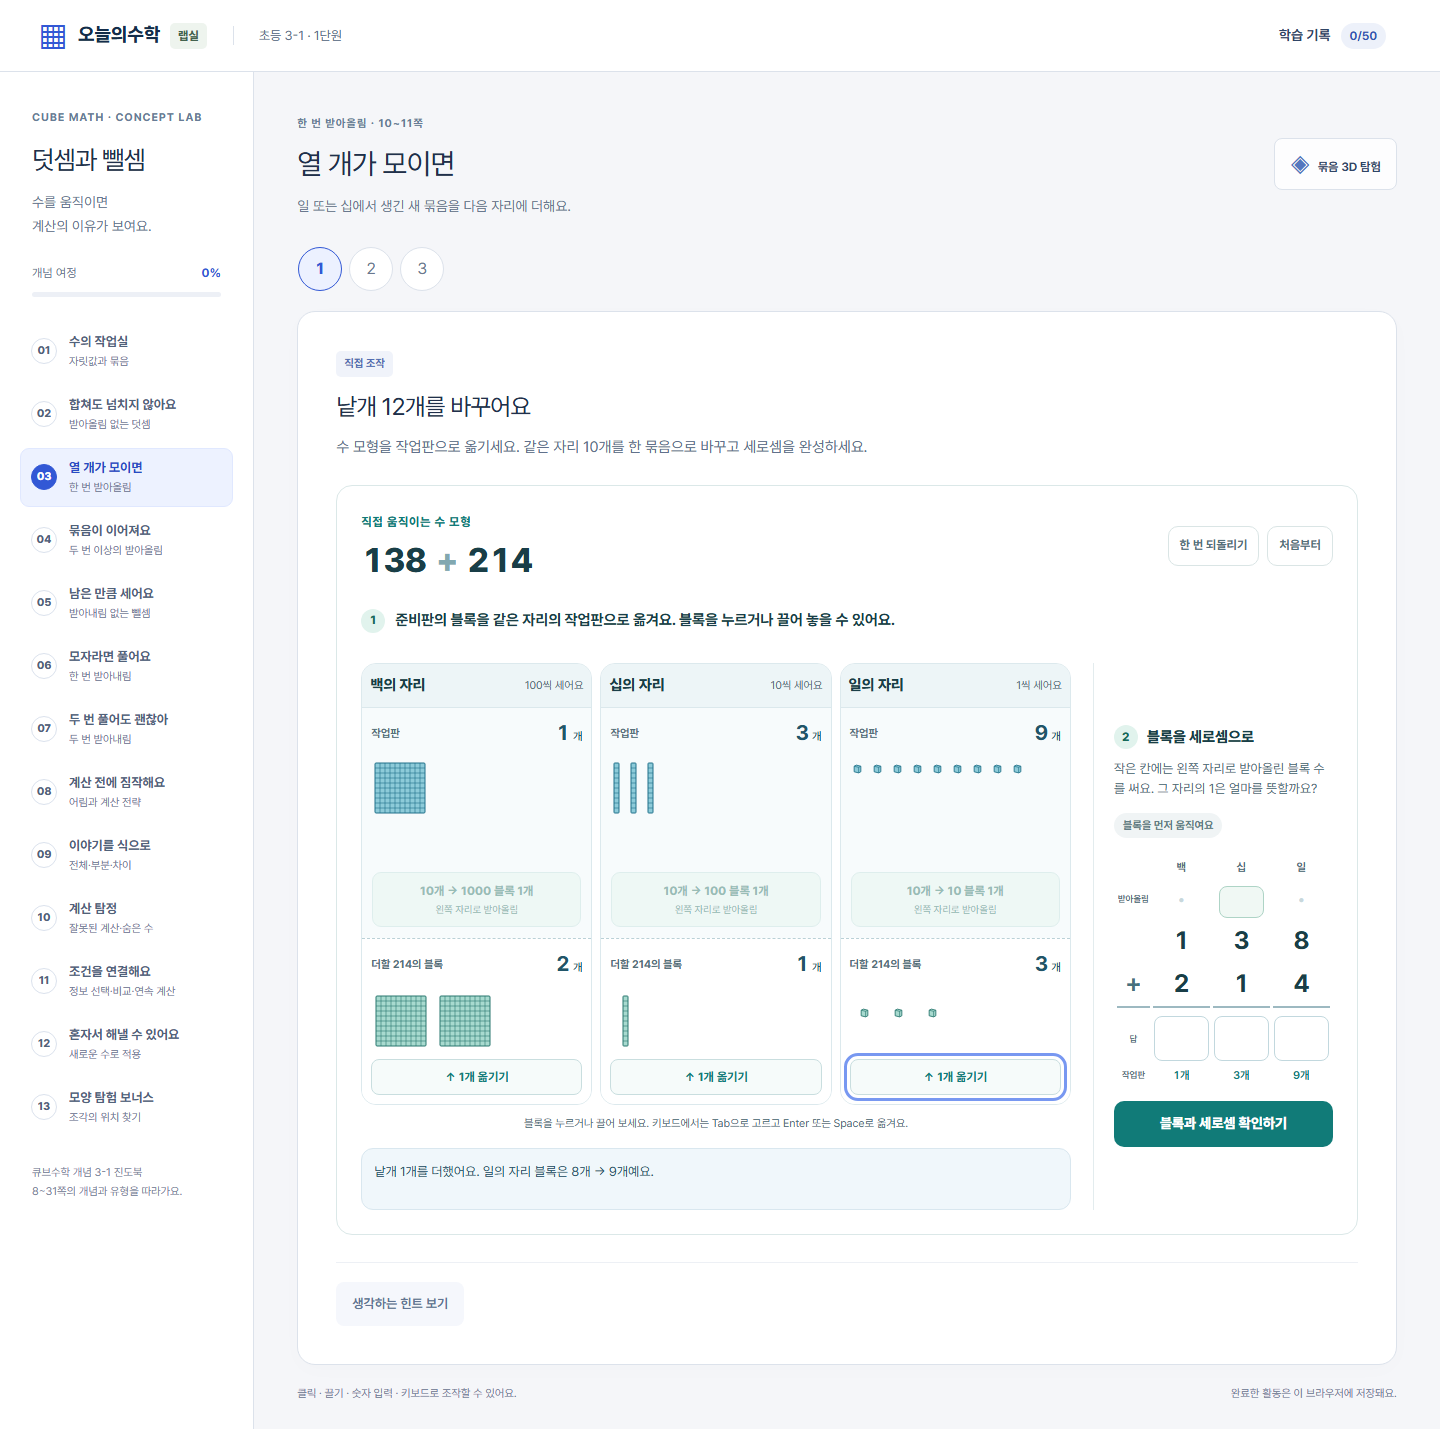 오늘의수학 랩실 초등 3-1 · 1단원 학습 기록 0/50
CUBE MATH · CONCEPT LAB
덧셈과 뺄셈
수를 움직이면
계산의 이유가 보여요.
개념 여정 0%
01 수의 작업실
자릿값과 묶음
02 합쳐도 넘치지 않아요
받아올림 없는 덧셈
03 열 개가 모이면
한 번 받아올림
04 묶음이 이어져요
두 번 이상의 받아올림
05 남은 만큼 세어요
받아내림 없는 뺄셈
06 모자라면 풀어요
한 번 받아내림
07 두 번 풀어도 괜찮아
두 번 받아내림
08 계산 전에 짐작해요
어림과 계산 전략
09 이야기를 식으로
전체·부분·차이
10 계산 탐정
잘못된 계산·숨은 수
11 조건을 연결해요
정보 선택·비교·연속 계산
12 혼자서 해낼 수 있어요
새로운 수로 적용
13 모양 탐험 보너스
조각의 위치 찾기
큐브수학 개념 3-1 진도북
8~31쪽의 개념과 유형을 따라가요.
한 번 받아올림 · 10~11쪽
열 개가 모이면
일 또는 십에서 생긴 새 묶음을 다음 자리에 더해요.
묶음 3D 탐험
1 2 3
직접 조작
낱개 12개를 바꾸어요
수 모형을 작업판으로 옮기세요. 같은 자리 10개를 한 묶음으로 바꾸고 세로셈을 완성하세요.
직접 움직이는 수 모형
138 + 214
한 번 되돌리기 처음부터
1 준비판의 블록을 같은 자리의 작업판으로 옮겨요. 블록을 누르거나 끌어 놓을 수 있어요.
백의 자리 100씩 세어요
작업판 1 개
10개 → 1000 블록 1개
왼쪽 자리로 받아올림
더할 214의 블록 2 개
↑ 1개 옮기기
십의 자리 10씩 세어요
작업판 3 개
10개 → 100 블록 1개
왼쪽 자리로 받아올림
더할 214의 블록 1 개
↑ 1개 옮기기
일의 자리 1씩 세어요
작업판 9 개
10개 → 10 블록 1개
왼쪽 자리로 받아올림
더할 214의 블록 3 개
↑ 1개 옮기기
블록을 누르거나 끌어 보세요. 키보드에서는 Tab으로 고르고 Enter 또는 Space로 옮겨요.
낱개 1개를 더했어요. 일의 자리 블록은 8개 → 9개예요.
2 블록을 세로셈으로
작은 칸에는 왼쪽 자리로 받아올린 블록 수
를 써요. 그 자리의 1은 얼마를 뜻할까요?
블록을 먼저 움직여요
백 십 일
받아올림
1 3 8
+ 2 1 4
답
작업판 1개 3개 9개
블록과 세로셈 확인하기
생각하는 힌트 보기
클릭 · 끌기 · 숫자 입력 · 키보드로 조작할 수 있어요.
완료한 활동은 이 브라우저에 저장돼요.